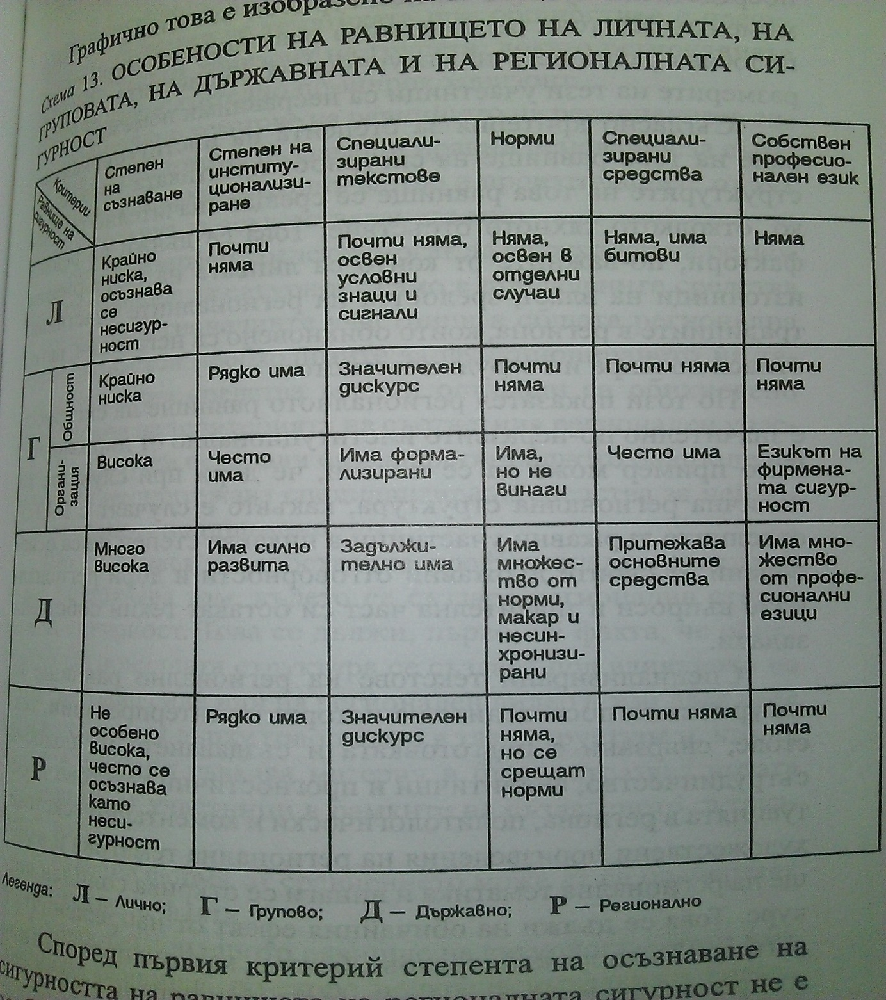 Графично това е изобразено
Схема 13. ОСОБЕНОСТИ НА РАВНИЩЕТО НА ЛИЧНАТА, НА
ГРУПОВАТА, НА ДЪРЖАВНАТА И НА РЕГИОНАЛНАТА СИ-
ГУРНОСТ
Критерии
Равнище на
сигурност
Степен
на
съзнаване
Степен на
институ-
ционализи-
ране
Специали-
зирани
текстове
Норми
Специали-
зирани
средства
Собствен
професио-
нален език
Л
Крайно
ниска,
осъзнава
се
несигур-
ност
Почти
няма
Почти няма,
освен
условни
знаци и
сигнали
Няма,
освен в
отделни
случаи
Няма, има
битови
Няма
Г
Общност
Крайно
ниска
Рядко има
Значителен
дискурс
Почти
няма
Почти няма
Почти
няма
Органи-
зация
Висока
Често
има
Има форма-
лизирани
Има,
но не
винаги
Често има
Езикът на
фирмена-
та сигур-
ност
Д
Много
висока
Има силно
развита
Задължи-
телно има
Има
множес-
тво от
норми,
макар и
несин-
хронизи-
рани
Притежава
основните
средства
Има мно-
жество
от профе-
сионални
езици
Р
Не
особено
висока,
често се
осъзнава
като
неси-
гурност
Рядко има
Значителен
дискурс
Почти
няма,
но се
срещат
норми
Почти няма
Почти
няма
Легенда: Л – Лично; Г – Групово; Д – Държавно; Р – Регионално
Според първия критерий степента на осъзнаване на
сигурността на регионалната сигурност не е